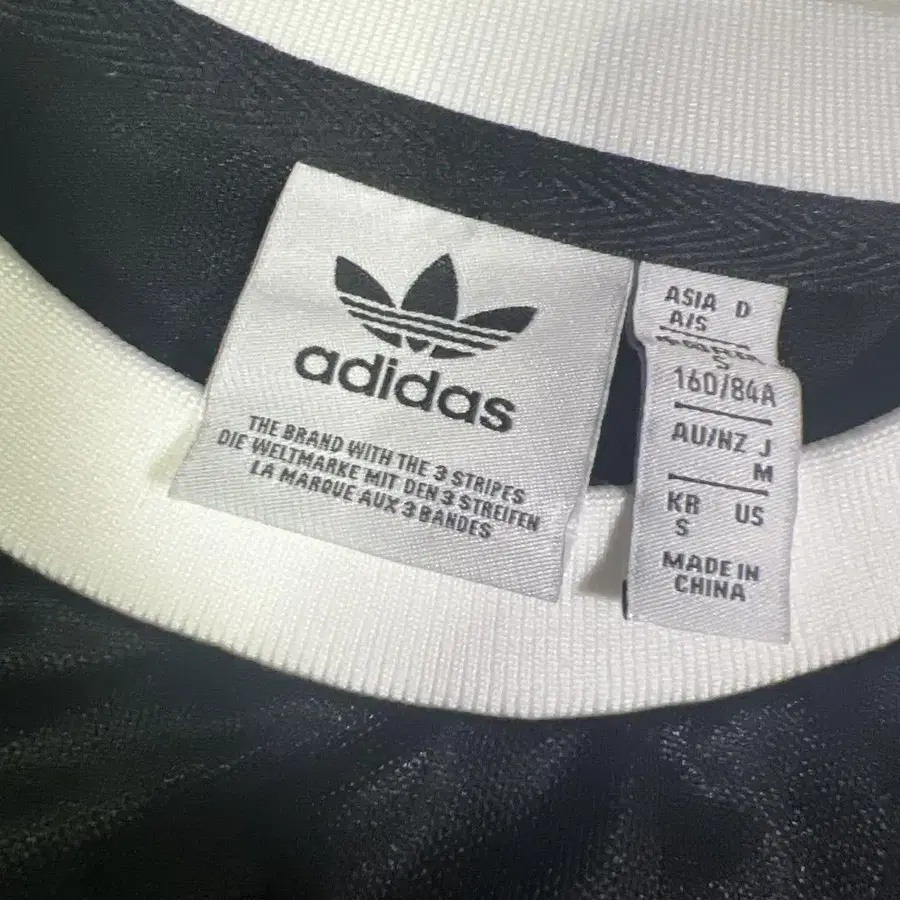 adidas
THE BRAND WITH THE 3 STRIPES
DIE WELTMARKE MIT DEN 3 STREIFEN
LA MARQUE AUX 3 BANDES
ASIA D
A/S
S
160/84A
AU/NZ J
M
KR US
S
MADE IN
CHINA